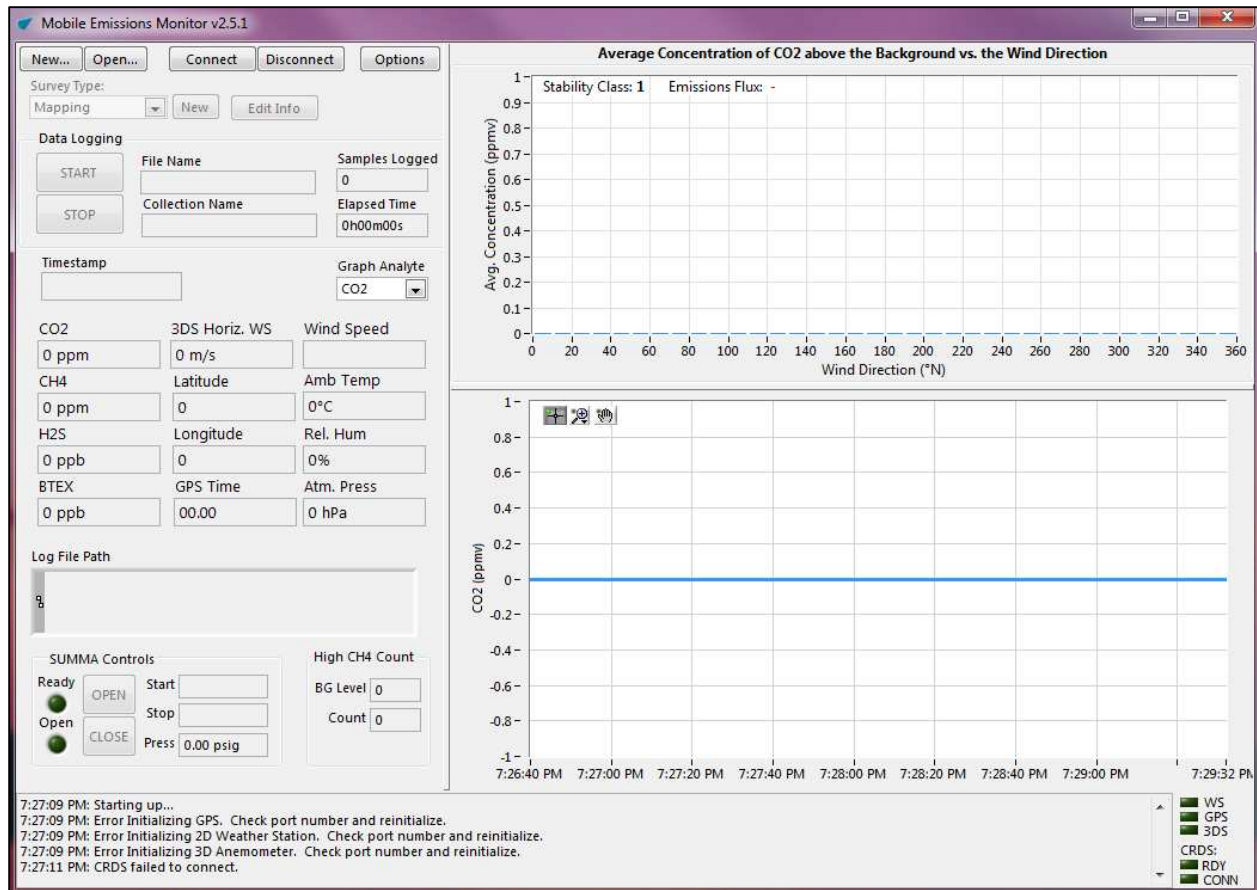 Mobile Emissions Monitor v2.5.1
New... Open... Connect Disconnect Options
Survey Type:
Mapping New Edit Info
Data Logging
START
STOP
File Name
Samples Logged
0
Collection Name
Elapsed Time
0h00m00s
Timestamp
Graph Analyte
CO2
CO2 3DS Horiz. WS Wind Speed
0 ppm 0 m/s
CH4 Latitude Amb Temp
0 ppm 0 0°C
H2S Longitude Rel. Hum
0 ppb 0 0%
BTEX GPS Time Atm. Press
0 ppb 00.00 0 hPa
Log File Path
SUMMA Controls
Ready
Open
OPEN
CLOSE
Start
Stop
Press 0.00 psig
High CH4 Count
BG Level 0
Count 0
Average Concentration of CO2 above the Background vs. the Wind Direction
Stability Class: 1 Emissions Flux: -
Avg. Concentration (ppmv)
1
0.9
0.8
0.7
0.6
0.5
0.4
0.3
0.2
0.1
0
0 20 40 60 80 100 120 140 160 180 200 220 240 260 280 300 320 340 360
Wind Direction (°N)
CO2 (ppmv)
1
0.8
0.6
0.4
0.2
0
-0.2
-0.4
-0.6
-0.8
-1
7:26:40 PM 7:27:00 PM 7:27:20 PM 7:27:40 PM 7:28:00 PM 7:28:20 PM 7:28:40 PM 7:29:00 PM 7:29:32 PM
7:27:09 PM: Starting up...
7:27:09 PM: Error Initializing GPS. Check port number and reinitialize.
7:27:09 PM: Error Initializing 2D Weather Station. Check port number and reinitialize.
7:27:09 PM: Error Initializing 3D Anemometer. Check port number and reinitialize.
7:27:11 PM: CRDS failed to connect.
WS
GPS
3DS
CRDS:
RDY
CONN